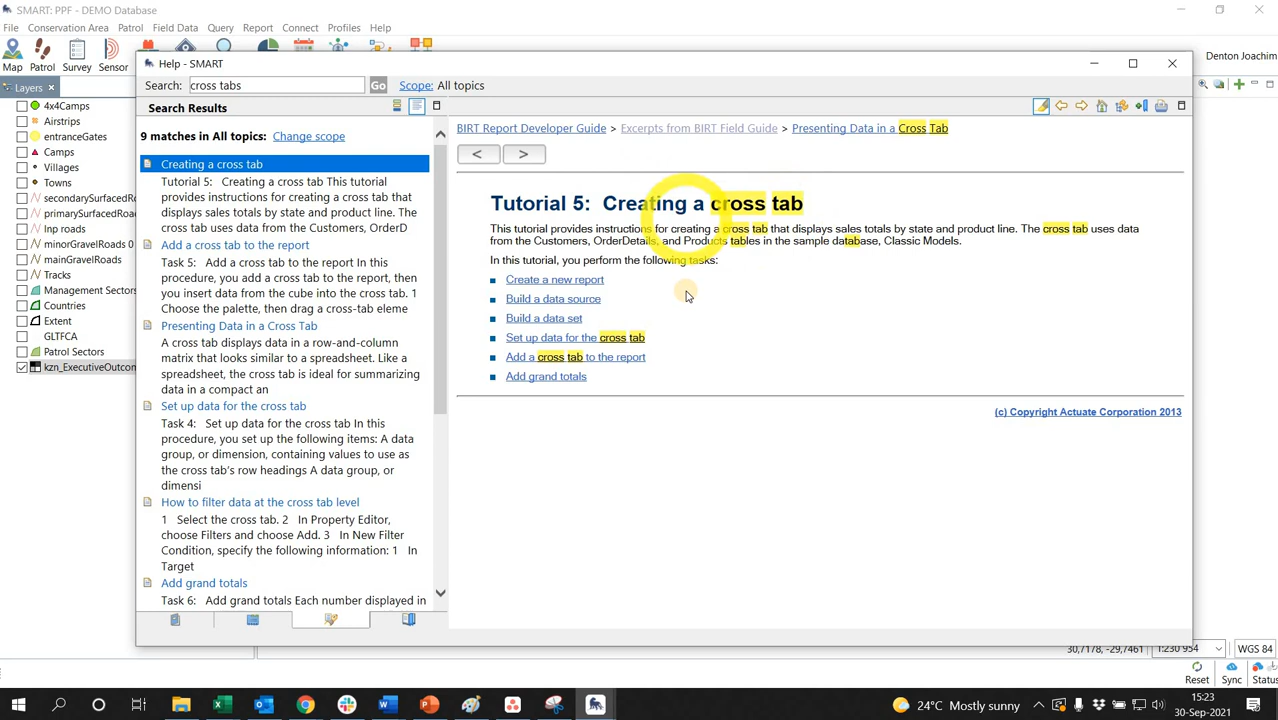 SMART: PPF - DEMO Database
File Conservation Area Patrol Field Data Query Report Connect Profiles Help
Map Patrol Survey Sensor
Denton Joachim
Layers
4x4Camps
Airstrips
entranceGates
Camps
Villages
Towns
secondarySurfacedRoa
primarySurfacedRoad
Inp roads
minorGravelRoads 0
mainGravelRoads
Tracks
Management Sectors
Countries
Extent
GLTFCA
Patrol Sectors
kzn_ExecutiveOutcom
Help - SMART
Search: cross tabs Go Scope: All topics
Search Results
9 matches in All topics: Change scope
Creating a cross tab
Tutorial 5: Creating a cross tab This tutorial
provides instructions for creating a cross tab that
displays sales totals by state and product line. The
cross tab uses data from the Customers, OrderD
Add a cross tab to the report
Task 5: Add a cross tab to the report In this
procedure, you add a cross tab to the report, then
you insert data from the cube into the cross tab. 1
Choose the palette, then drag a cross-tab eleme
Presenting Data in a Cross Tab
A cross tab displays data in a row-and-column
matrix that looks similar to a spreadsheet. Like a
spreadsheet, the cross tab is ideal for summarizing
data in a compact an
Set up data for the cross tab
Task 4: Set up data for the cross tab In this
procedure, you set up the following items: A data
group, or dimension, containing values to use as
the cross tab's row headings A data group, or
dimensi
How to filter data at the cross tab level
1 Select the cross tab. 2 In Property Editor,
choose Filters and choose Add. 3 In New Filter
Condition, specify the following information: 1 In
Target
Add grand totals
Task 6: Add grand totals Each number displayed in
BIRT Report Developer Guide > Excerpts from BIRT Field Guide > Presenting Data in a Cross Tab
< >
Tutorial 5: Creating a cross tab
This tutorial provides instructions for creating a cross tab that displays sales totals by state and product line. The cross tab uses data
from the Customers, OrderDetails, and Products tables in the sample database, Classic Models.
In this tutorial, you perform the following tasks:
Create a new report
Build a data source
Build a data set
Set up data for the cross tab
Add a cross tab to the report
Add grand totals
(c) Copyright Actuate Corporation 2013
30,7178, -29,7461 1:230 954 WGS 84
Reset Sync Status
24°C Mostly sunny
15:23
30-Sep-2021